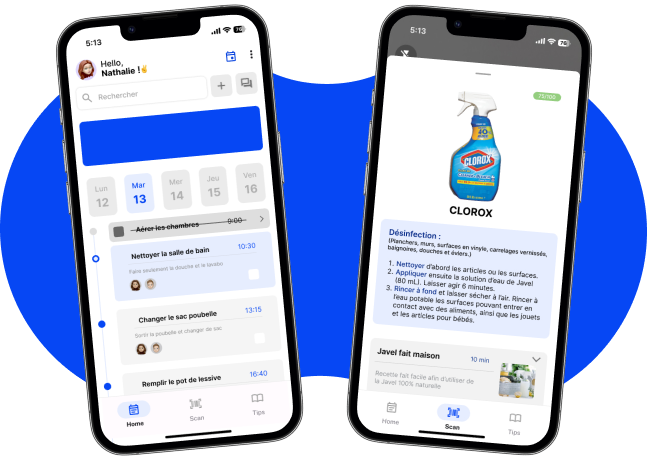 5:13
76
Hello,
Nathalie !
Rechercher
Lun
12
Mar
13
Mer
14
Jeu
15
Ven
16
Aérer les chambres 9:00
Nettoyer la salle de bain 10:30
Faire seulement la douche et le lavabo
Changer le sac poubelle 13:15
Sortir la poubelle et changer de sac
Remplir le pot de lessive 16:40
Home
Scan
Tips
5:13
76
75/100
CLOROX
CLOROX
Désinfection :
(Planchers, murs, surfaces en vinyle, carrelages vernissés,
baignoires, douches et éviers.)
1. Nettoyer d'abord les articles ou les surfaces.
2. Appliquer ensuite la solution d'eau de Javel
(80 mL). Laisser agir 6 minutes.
3. Rincer à fond et laisser sécher à l'air. Rincer à
l'eau potable les surfaces pouvant entrer en
contact avec des aliments, ainsi que les jouets
et les articles pour bébés.
Javel fait maison 10 min
Recette fait facile afin d'utiliser de
la Javel 100% naturelle
Home
Scan
Tips